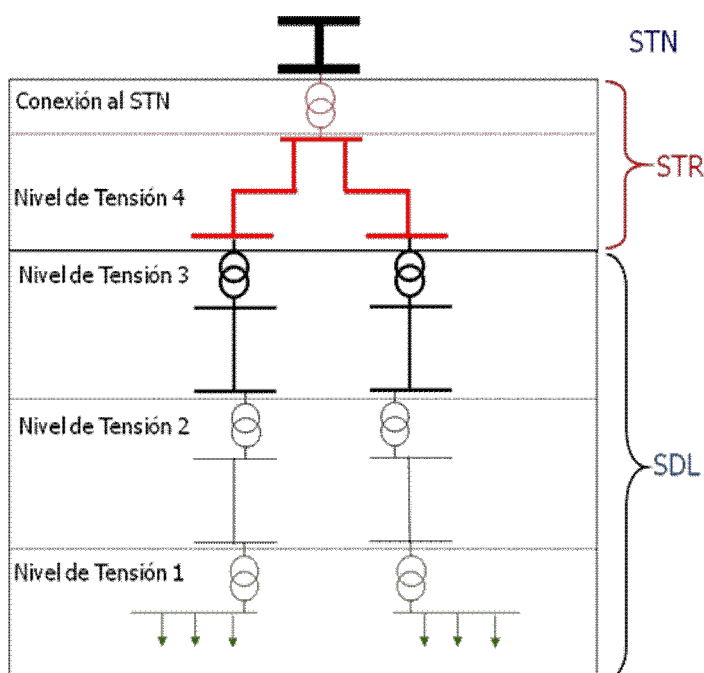 STN
Conexión al STN
STR
Nivel de Tensión 4
Nivel de Tensión 3
Nivel de Tensión 2
SDL
Nivel de Tensión 1